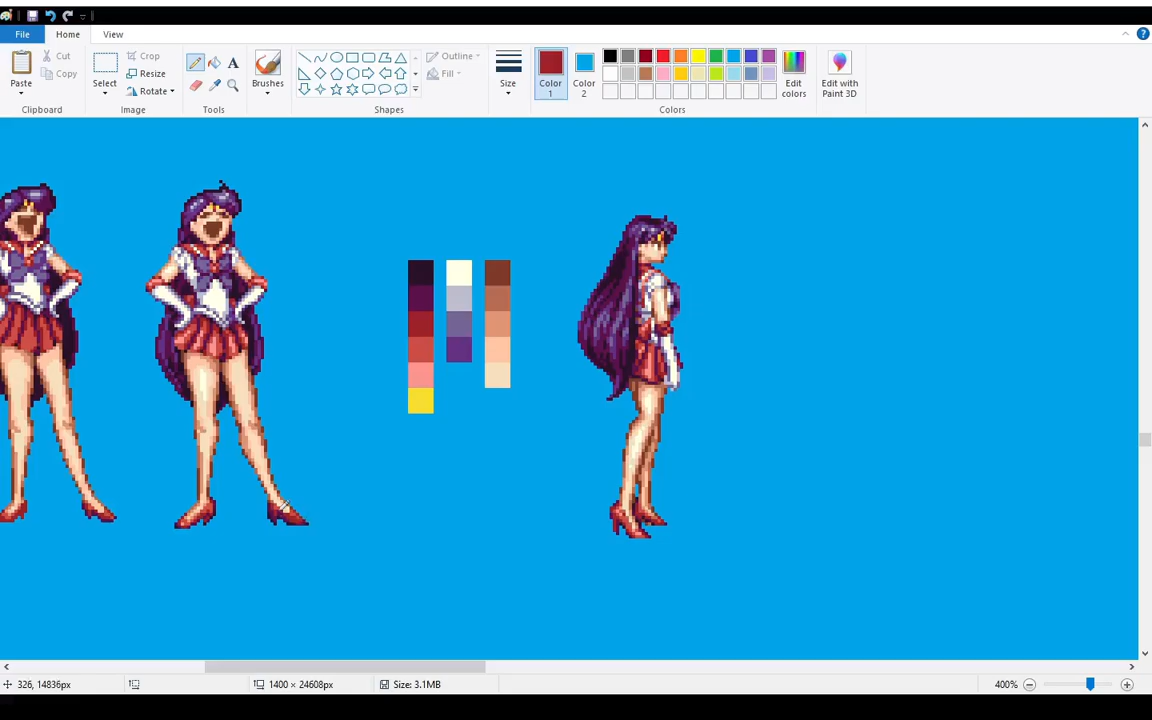 File Home View
Paste
Cut
Copy
Clipboard
Select
Crop
Resize
Rotate
Image
A
Tools
Brushes
Outline
Fill
Shapes
Size
Color 1
Color 2
Edit colors
Colors
Edit with Paint 3D
326, 14836px
1400 × 24608px
Size: 3.1MB
400%